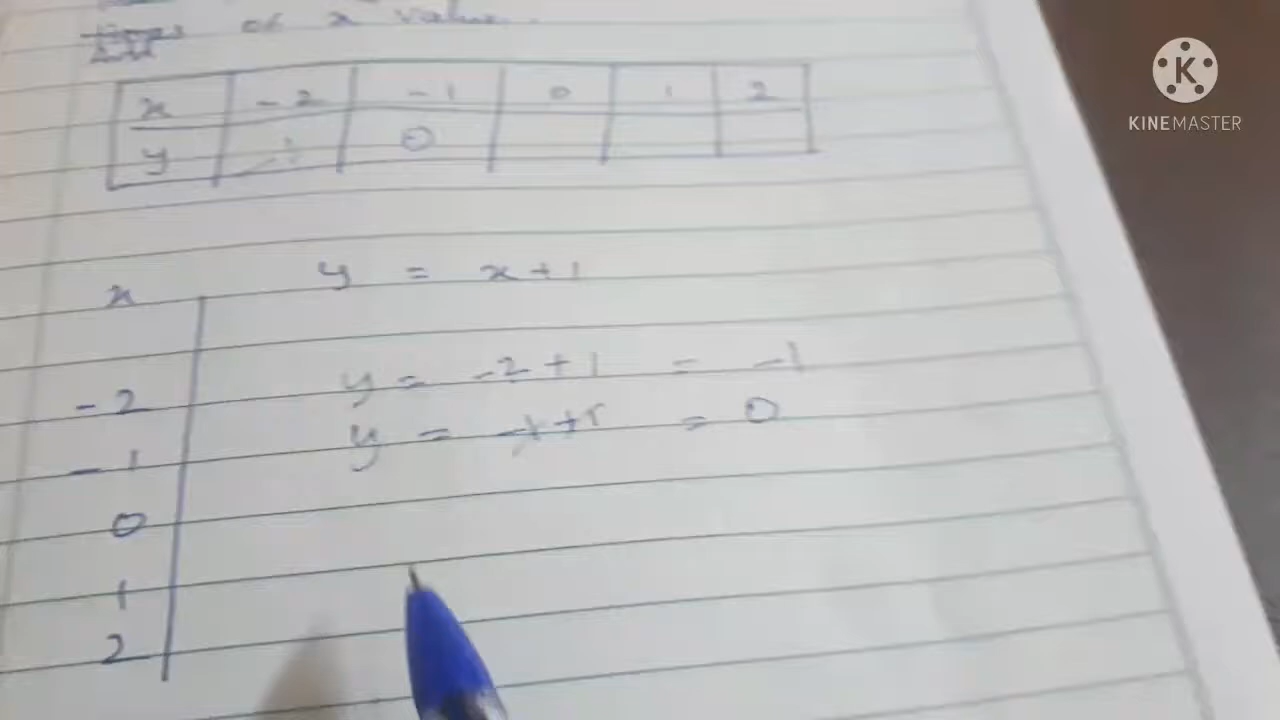 of x value.
x -2 -1 0 1 2
y -1 0
x y = x+1
-2 y = -2+1 = -1
-1 y = -1+1 = 0
0
1
2
KINEMASTER